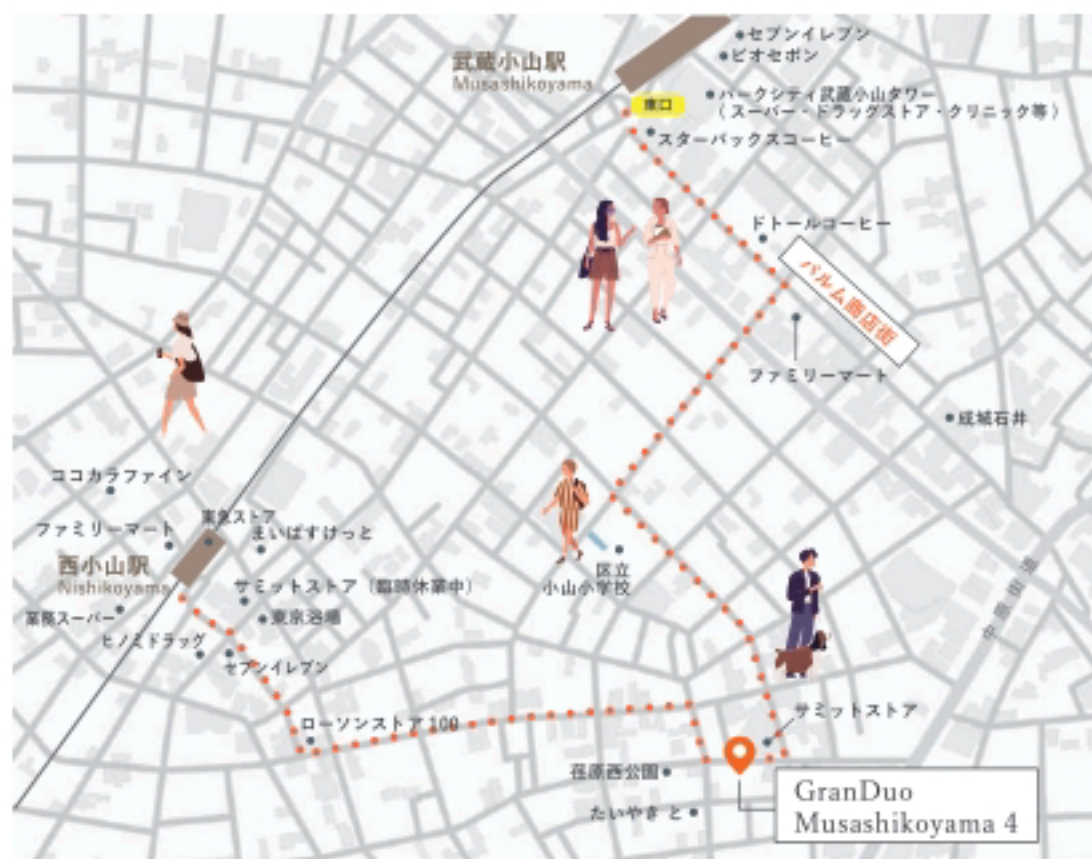 セブンイレブン
ビオセボン
武蔵小山駅
Musashikoyama
東口
パークシティ武蔵小山タワー
(スーパー・ドラッグストア・クリニック等)
スターバックスコーヒー
ドトールコーヒー
パルム商店街
ファミリーマート
成城石井
ココカラファイン
東急ストア
ファミリーマート
まいばすけっと
西小山駅
Nishikoyama
サミットストア(臨時休業中)
業務スーパー
東京浴場
ヒノミドラッグ
セブンイレブン
区立
小山小学校
中原街道
ローソンストア100
サミットストア
荏原西公園
たいやき と
GranDuo
Musashikoyama 4